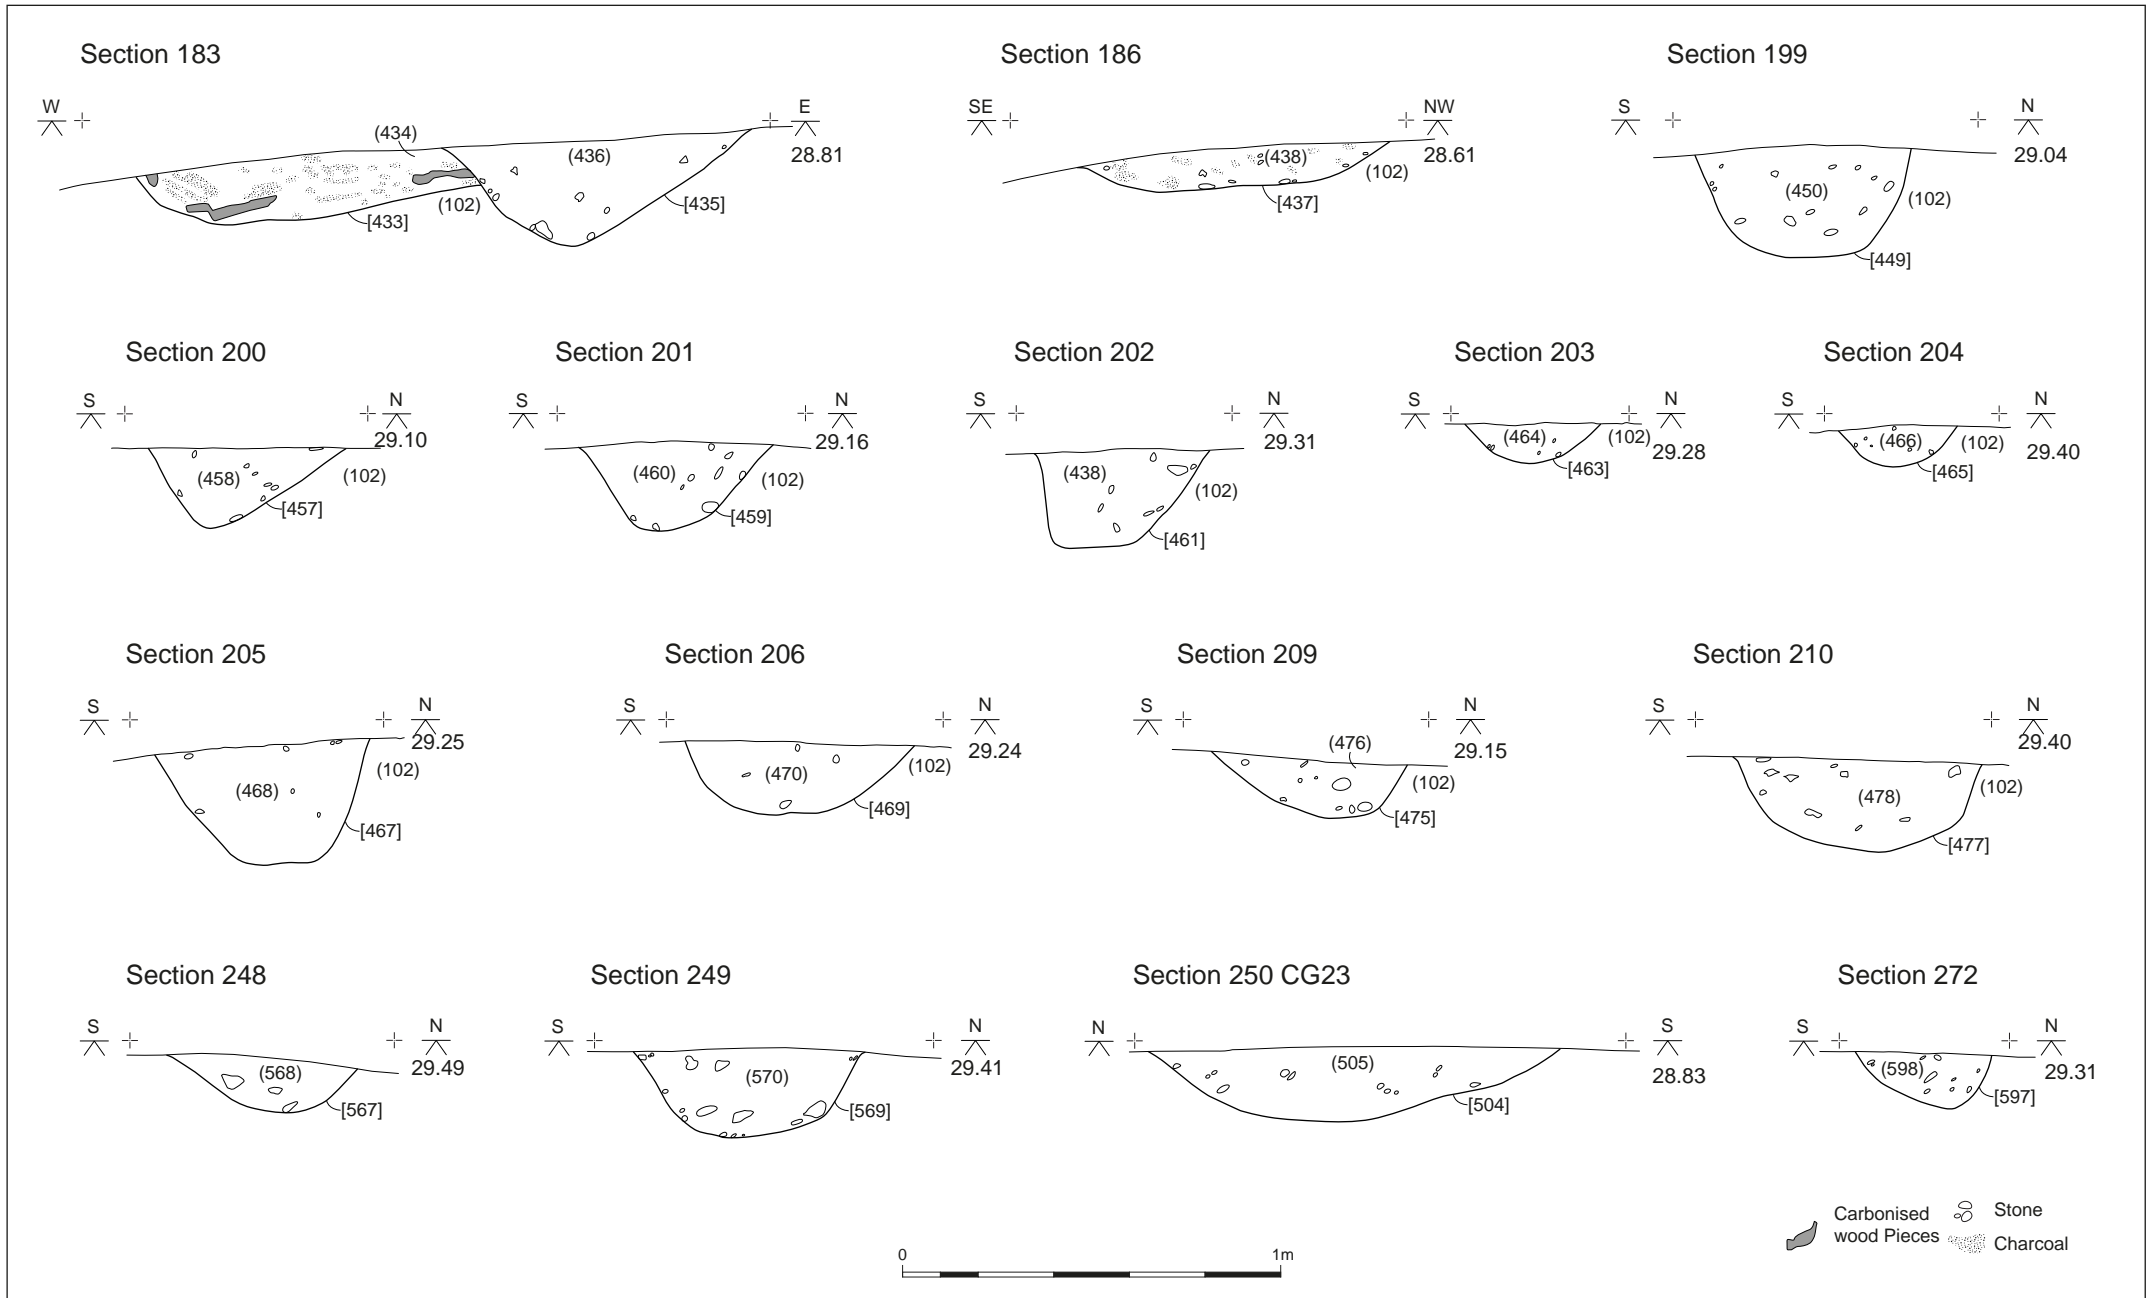 Section 183
W
E
28.81
(434)
(436)
(102)
[433]
[435]
Section 186
SE
NW
28.61
(438)
(102)
[437]
Section 199
S
N
29.04
(450)
(102)
[449]
Section 200
S
N
29.10
(458)
(102)
[457]
Section 201
S
N
29.16
(460)
(102)
[459]
Section 202
S
N
29.31
(438)
(102)
[461]
Section 203
S
N
29.28
(464)
(102)
[463]
Section 204
S
N
29.40
(466)
(102)
[465]
Section 205
S
N
29.25
(468)
(102)
[467]
Section 206
S
N
29.24
(470)
(102)
[469]
Section 209
S
N
29.15
(476)
(102)
[475]
Section 210
S
N
29.40
(478)
(102)
[477]
Section 248
S
N
29.49
(568)
[567]
Section 249
S
N
29.41
(570)
[569]
Section 250 CG23
N
S
28.83
(505)
[504]
Section 272
S
N
29.31
(598)
[597]
0
1m
Carbonised
wood Pieces
Stone
Charcoal